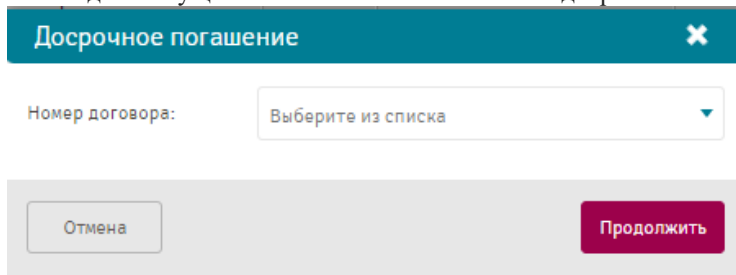 Досрочное погашение
Номер договора:
Выберите из списка
Отмена
Продолжить